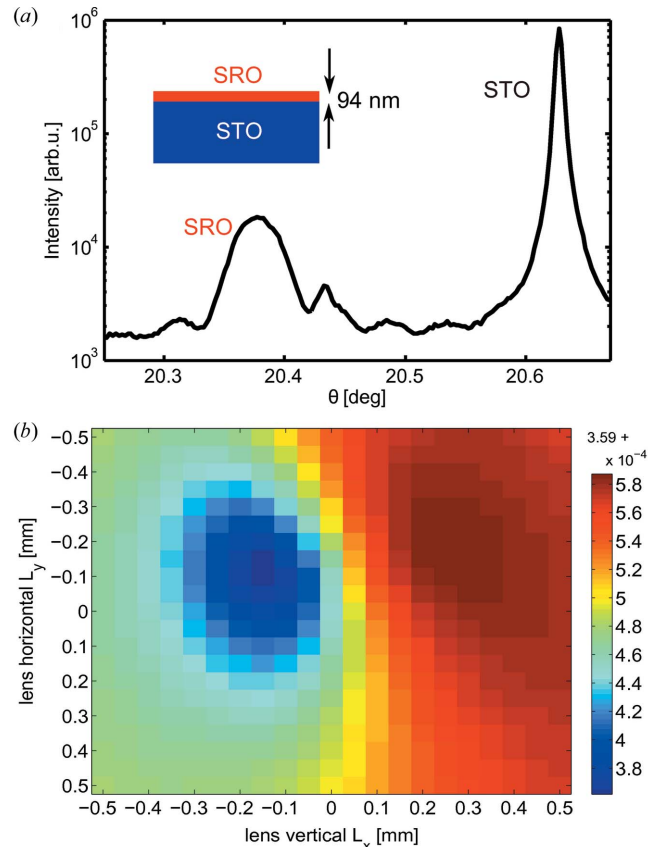 (a)
10^6
10^5
10^4
10^3
Intensity [arb.u.]
SRO
94 nm
STO
STO
SRO
20.3 20.4 20.5 20.6
θ [deg]
(b)
3.59 +
x 10^-4
−0.5
−0.4
−0.3
−0.2
−0.1
0
0.1
0.2
0.3
0.4
0.5
lens horizontal L_y [mm]
5.8
5.6
5.4
5.2
5
4.8
4.6
4.4
4.2
4
3.8
−0.5 −0.4 −0.3 −0.2 −0.1 0 0.1 0.2 0.3 0.4 0.5
lens vertical L_x [mm]